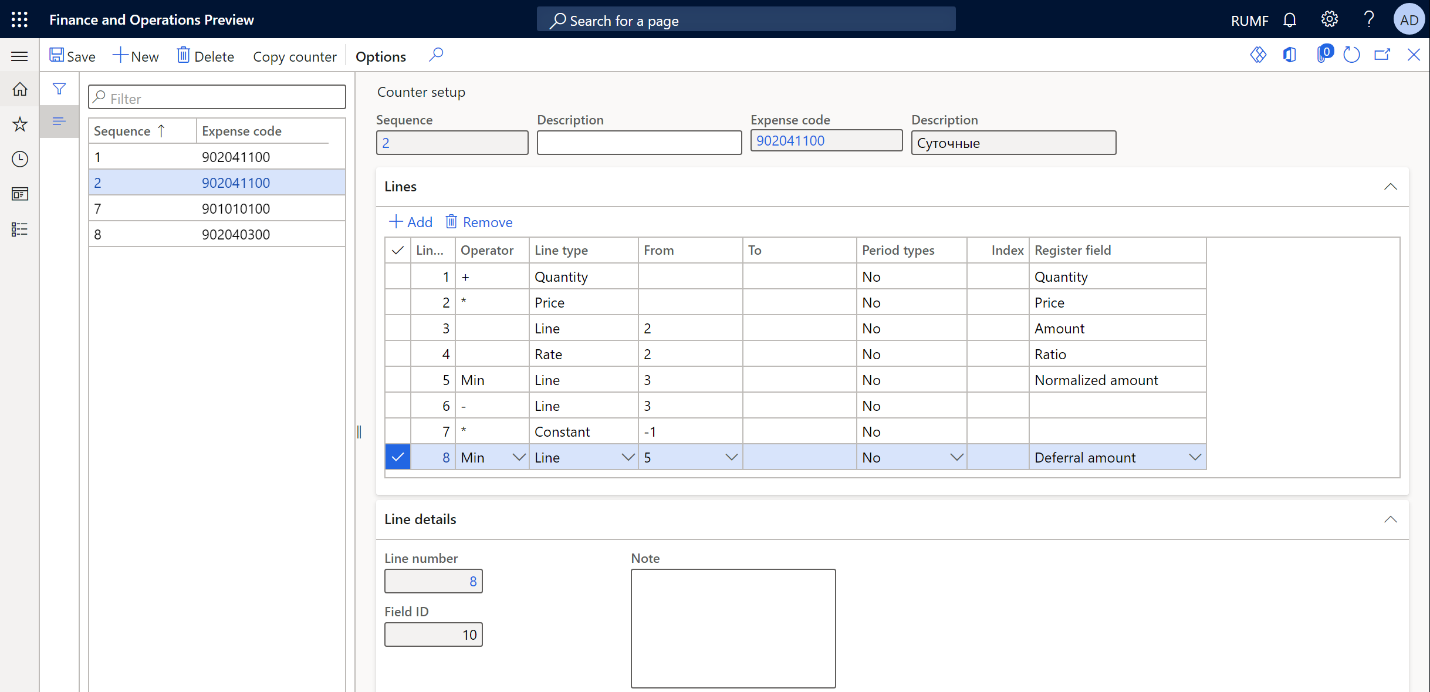 Finance and Operations Preview
Search for a page
RUMF
?
AD
Save
New
Delete
Copy counter
Options
0
Filter
Sequence ↑ Expense code
1 902041100
2 902041100
7 901010100
8 902040300
Counter setup
Sequence Description Expense code Description
2 902041100 Суточные
Lines
Add Remove
Lin... Operator Line type From To Period types Index Register field
1 + Quantity No Quantity
2 * Price No Price
3 Line 2 No Amount
4 Rate 2 No Ratio
5 Min Line 3 No Normalized amount
6 - Line 3 No
7 * Constant -1 No
8 Min Line 5 No Deferral amount
Line details
Line number Note
8
Field ID
10